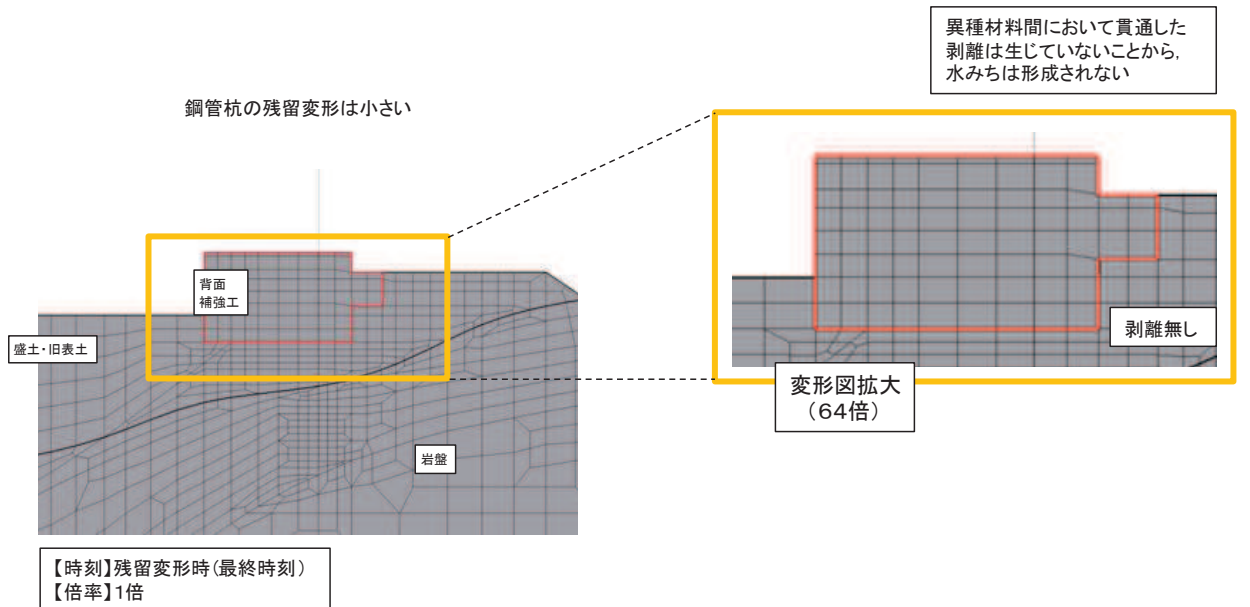 異種材料間において貫通した
剥離は生じていないことから,
水みちは形成されない
鋼管杭の残留変形は小さい
背面
補強工
盛土・旧表土
岩盤
剥離無し
変形図拡大
（64倍）
【時刻】残留変形時(最終時刻)
【倍率】1倍